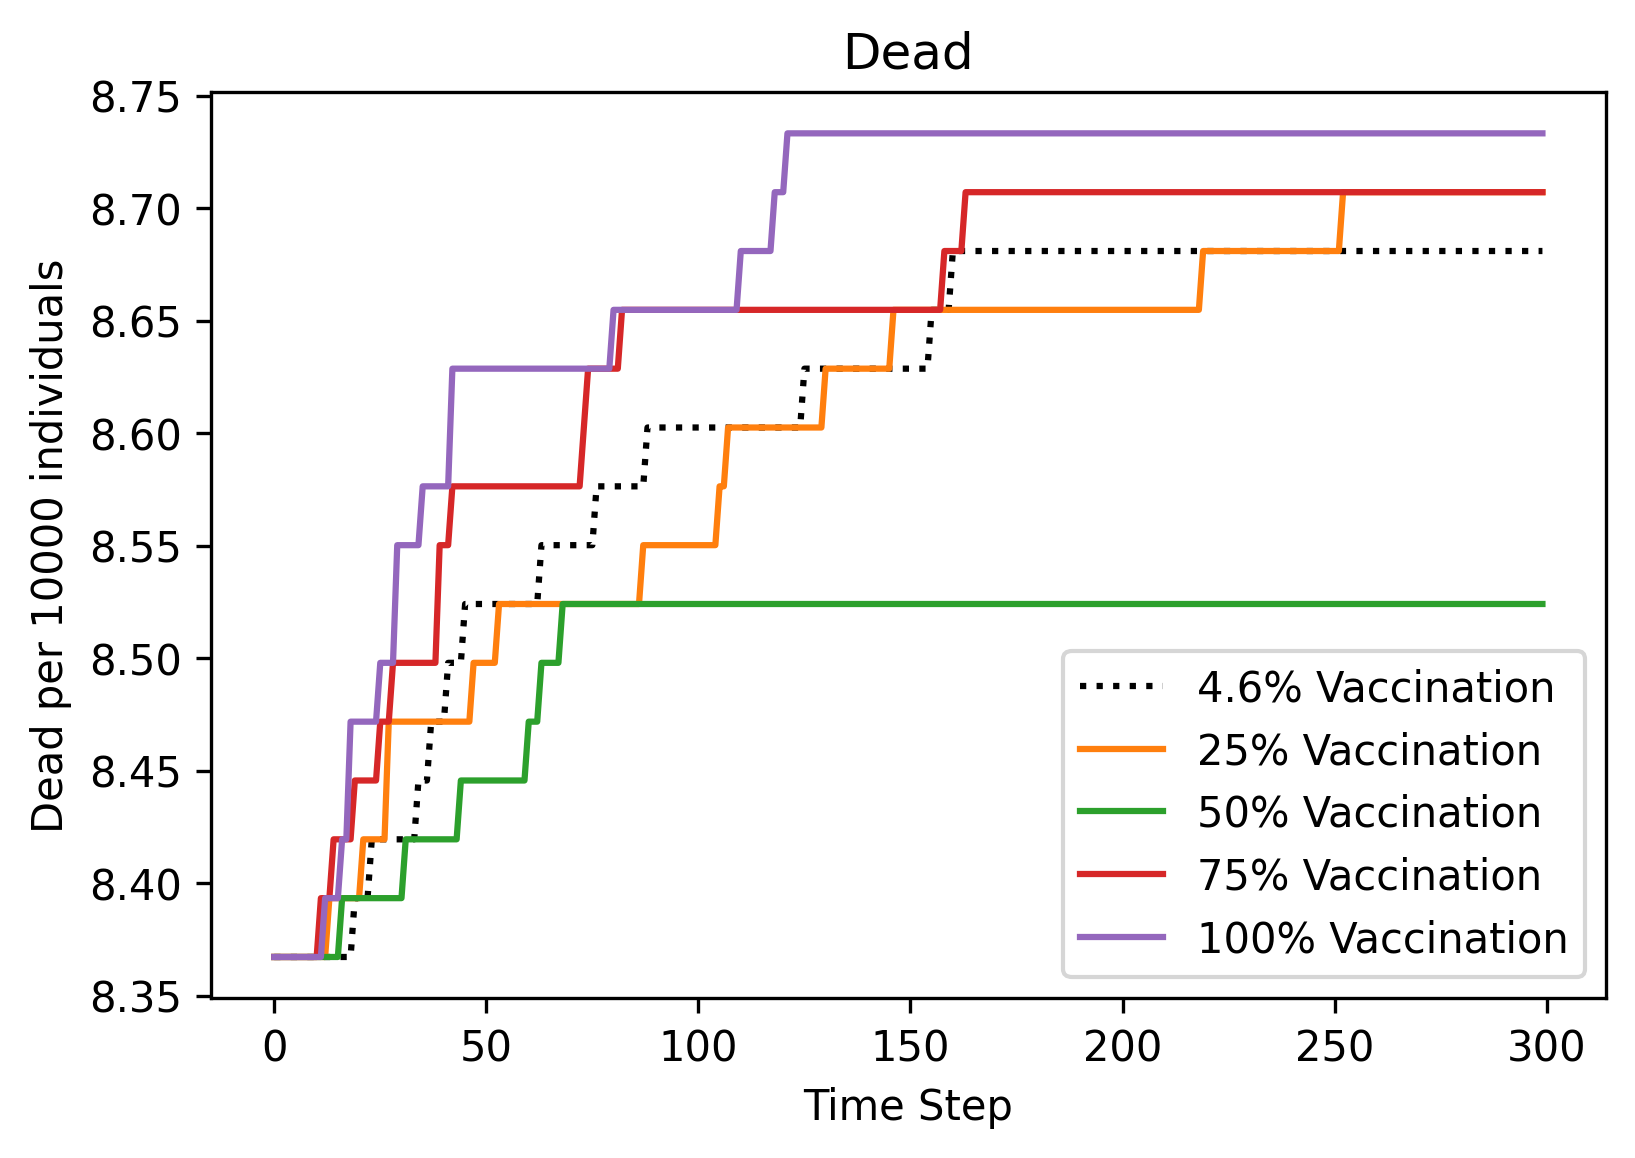 Dead
8.75
8.70
8.65
8.60
8.55
8.50
8.45
8.40
8.35
Dead per 10000 individuals
4.6% Vaccination
25% Vaccination
50% Vaccination
75% Vaccination
100% Vaccination
0 50 100 150 200 250 300
Time Step